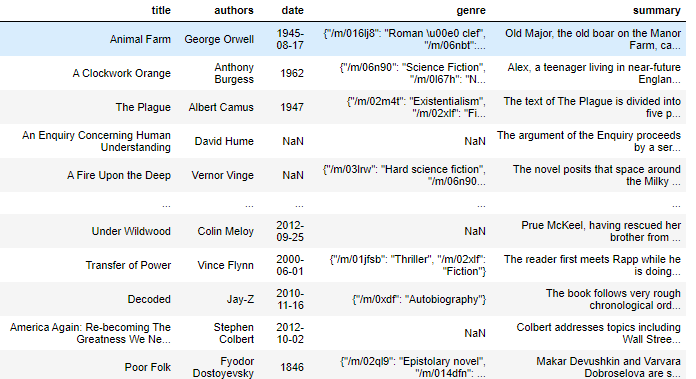 title authors date genre summary
Animal Farm George Orwell 1945-08-17 {"/m/016lj8": "Roman \u00e0 clef", "/m/06nbt":... Old Major, the old boar on the Manor Farm, ca...
A Clockwork Orange Anthony Burgess 1962 {"/m/06n90": "Science Fiction", "/m/0l67h": "N... Alex, a teenager living in near-future Englan...
The Plague Albert Camus 1947 {"/m/02m4t": "Existentialism", "/m/02xlf": "Fi... The text of The Plague is divided into five p...
An Enquiry Concerning Human Understanding David Hume NaN NaN The argument of the Enquiry proceeds by a ser...
A Fire Upon the Deep Vernor Vinge NaN {"/m/03lrw": "Hard science fiction", "/m/06n90... The novel posits that space around the Milky ...
... ... ... ... ...
Under Wildwood Colin Meloy 2012-09-25 NaN Prue McKeel, having rescued her brother from ...
Transfer of Power Vince Flynn 2000-06-01 {"/m/01jfsb": "Thriller", "/m/02xlf": "Fiction"} The reader first meets Rapp while he is doing...
Decoded Jay-Z 2010-11-16 {"/m/0xdf": "Autobiography"} The book follows very rough chronological ord...
America Again: Re-becoming The Greatness We Ne... Stephen Colbert 2012-10-02 NaN Colbert addresses topics including Wall Stree...
Poor Folk Fyodor Dostoyevsky 1846 {"/m/02ql9": "Epistolary novel", "/m/014dfn": ... Makar Devushkin and Varvara Dobroselova are s...